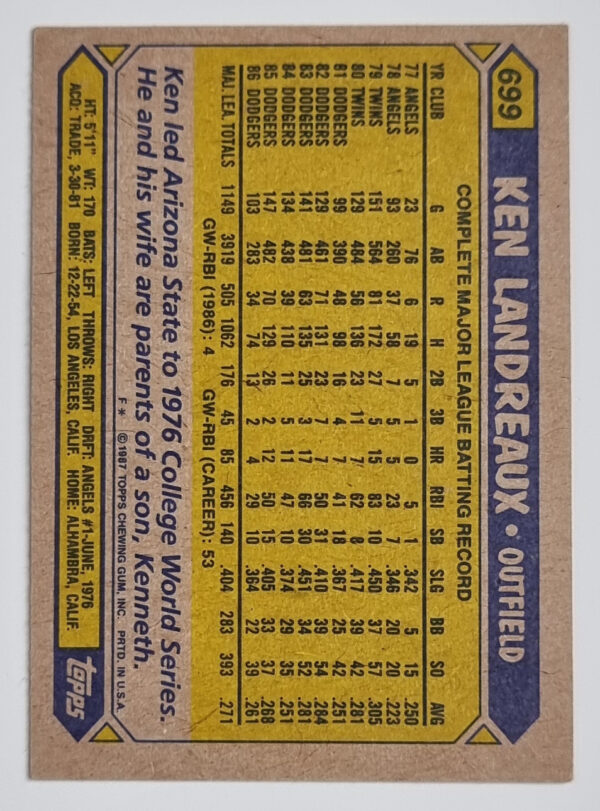 699
KEN LANDREAUX • OUTFIELD
COMPLETE MAJOR LEAGUE BATTING RECORD
YR CLUB G AB R H 2B 3B HR RBI SB SLG BB SO AVG
77 ANGELS 23 76 6 19 5 1 0 5 1 .342 5 15 .250
78 ANGELS 93 260 37 58 7 5 5 23 7 .346 20 20 .223
79 TWINS 151 564 81 172 27 5 15 83 10 .450 37 57 .305
80 TWINS 129 484 56 136 23 11 7 62 8 .417 39 42 .281
81 DODGERS 99 390 48 98 16 4 7 41 18 .367 25 42 .251
82 DODGERS 129 461 71 131 23 7 7 50 31 .410 39 54 .284
83 DODGERS 141 481 63 135 25 3 17 66 30 .451 34 52 .281
84 DODGERS 134 438 39 110 11 5 11 47 10 .374 29 35 .251
85 DODGERS 147 482 70 129 26 2 12 50 15 .405 33 37 .268
86 DODGERS 103 283 34 74 13 2 4 29 10 .364 22 39 .261
MAJ. LEA. TOTALS 1149 3919 505 1062 176 45 85 456 140 .404 283 393 .271
GW-RBI (1986): 4 GW-RBI (CAREER): 53
Ken led Arizona State to 1976 College World Series.
He and his wife are parents of a son, Kenneth.
F * © 1987 TOPPS CHEWING GUM, INC. PRTD. IN U.S.A.
HT: 5'11" WT: 170 BATS: LEFT THROWS: RIGHT DRFT: ANGELS #1-JUNE, 1976
ACQ: TRADE, 3-30-81 BORN: 12-22-54, LOS ANGELES, CALIF. HOME: ALHAMBRA, CALIF.
topps